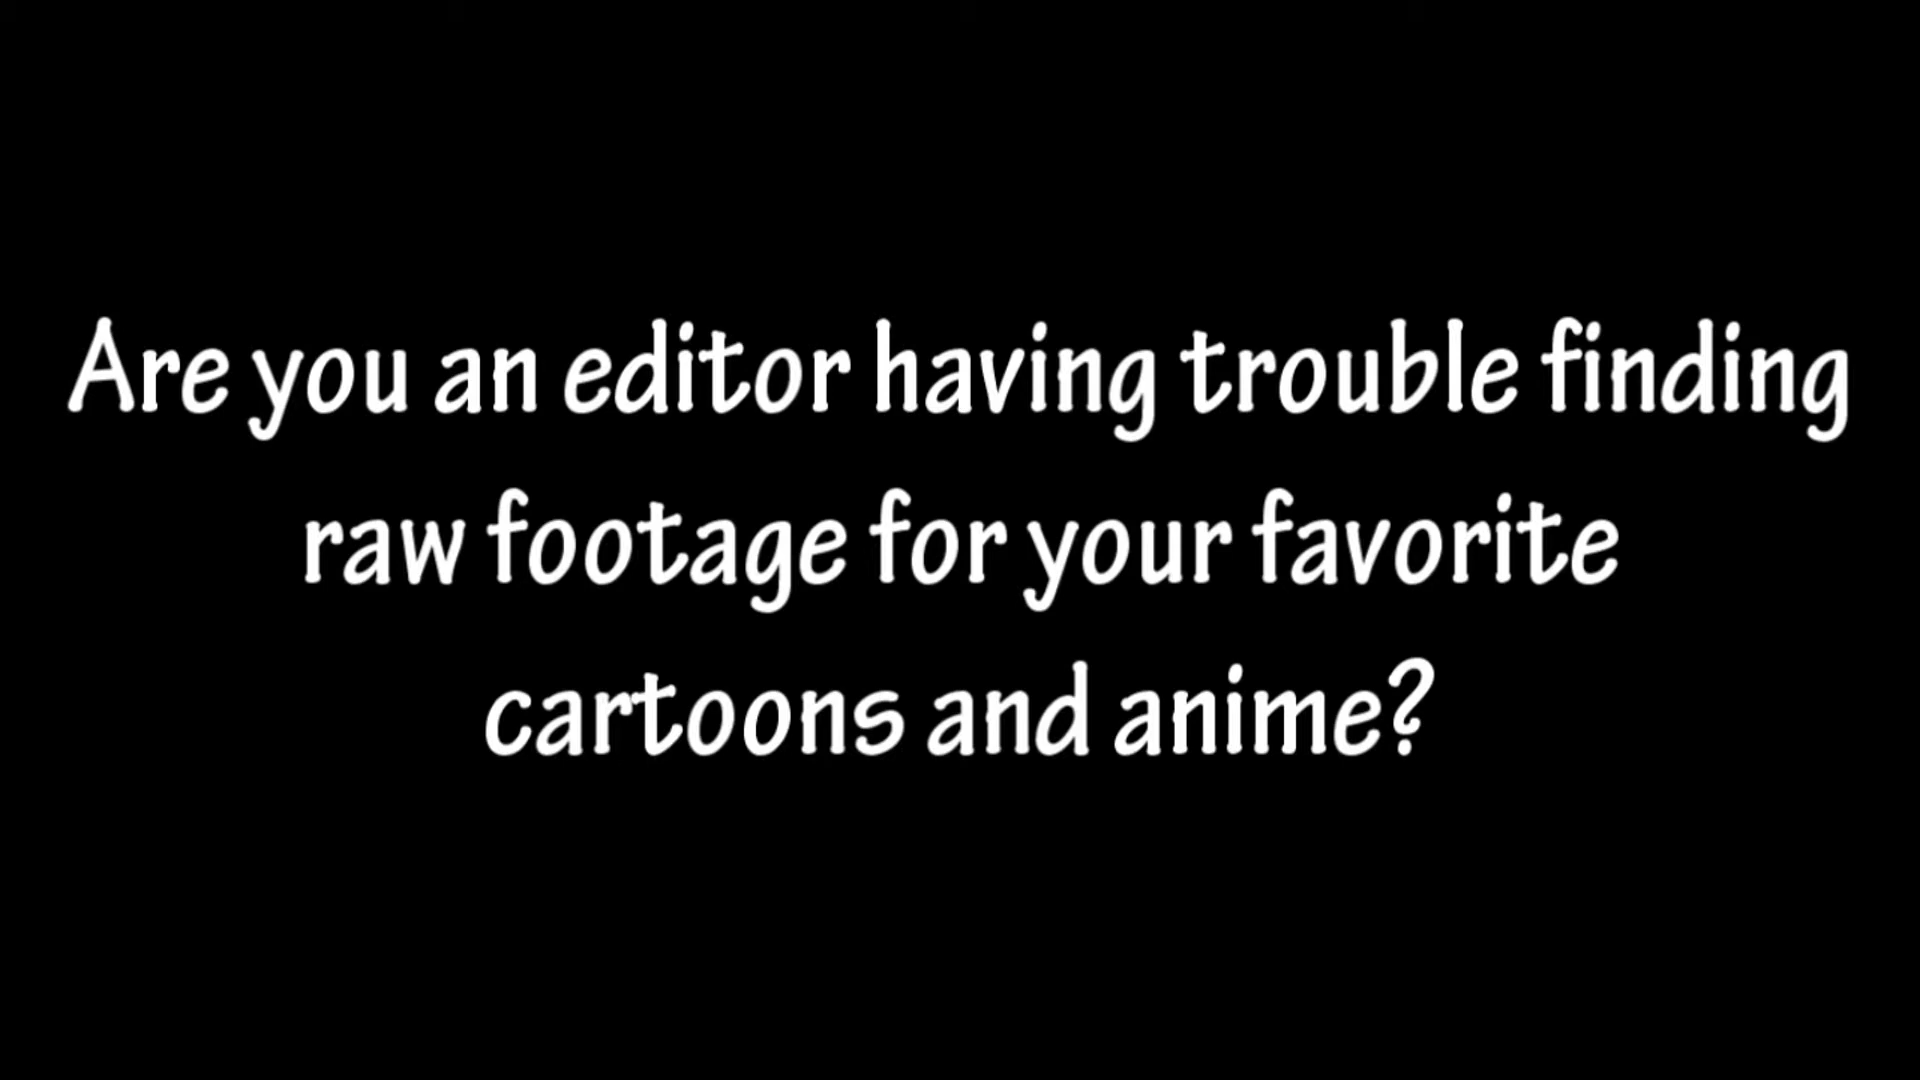 Are you an editor having trouble finding
raw footage for your favorite
cartoons and anime?